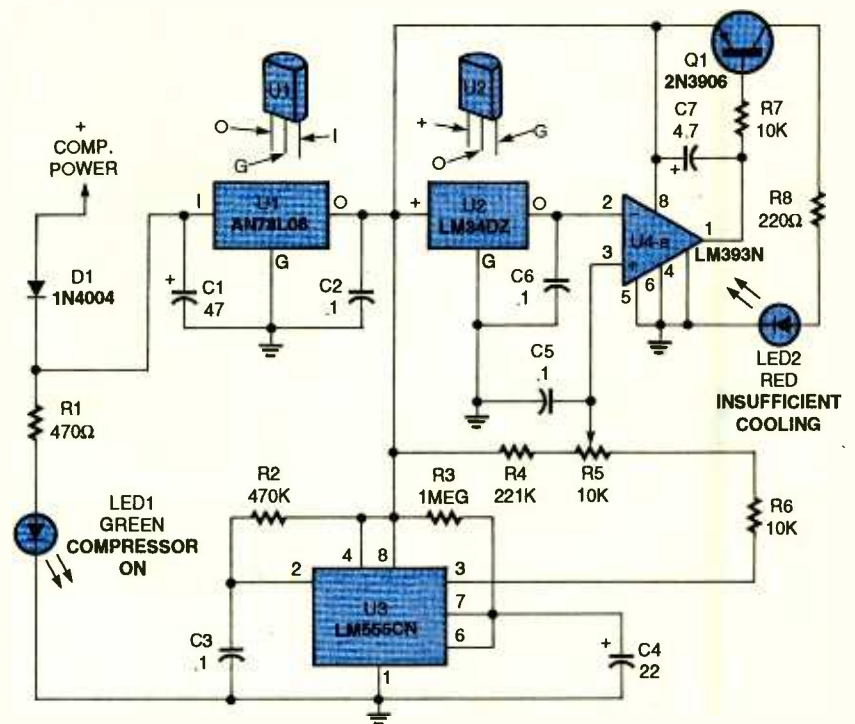 Q1
2N3906
C7
4.7
+
R7
10K
R8
220Ω
U1
O
I
G
U2
+
G
O
+
COMP.
POWER
I
U1
AN78L06
O
G
+
U2
LM34DZ
O
G
2
3
−
+
8
U4-a
1
LM393N
5
6
4
D1
1N4004
+
C1
47
C2
.1
C6
.1
C5
.1
LED2
RED
INSUFFICIENT
COOLING
R1
470Ω
R4
221K
R5
10K
R6
10K
R2
470K
R3
1MEG
LED1
GREEN
COMPRESSOR
ON
4
8
2
3
7
6
1
U3
LM555CN
C3
.1
+
C4
22